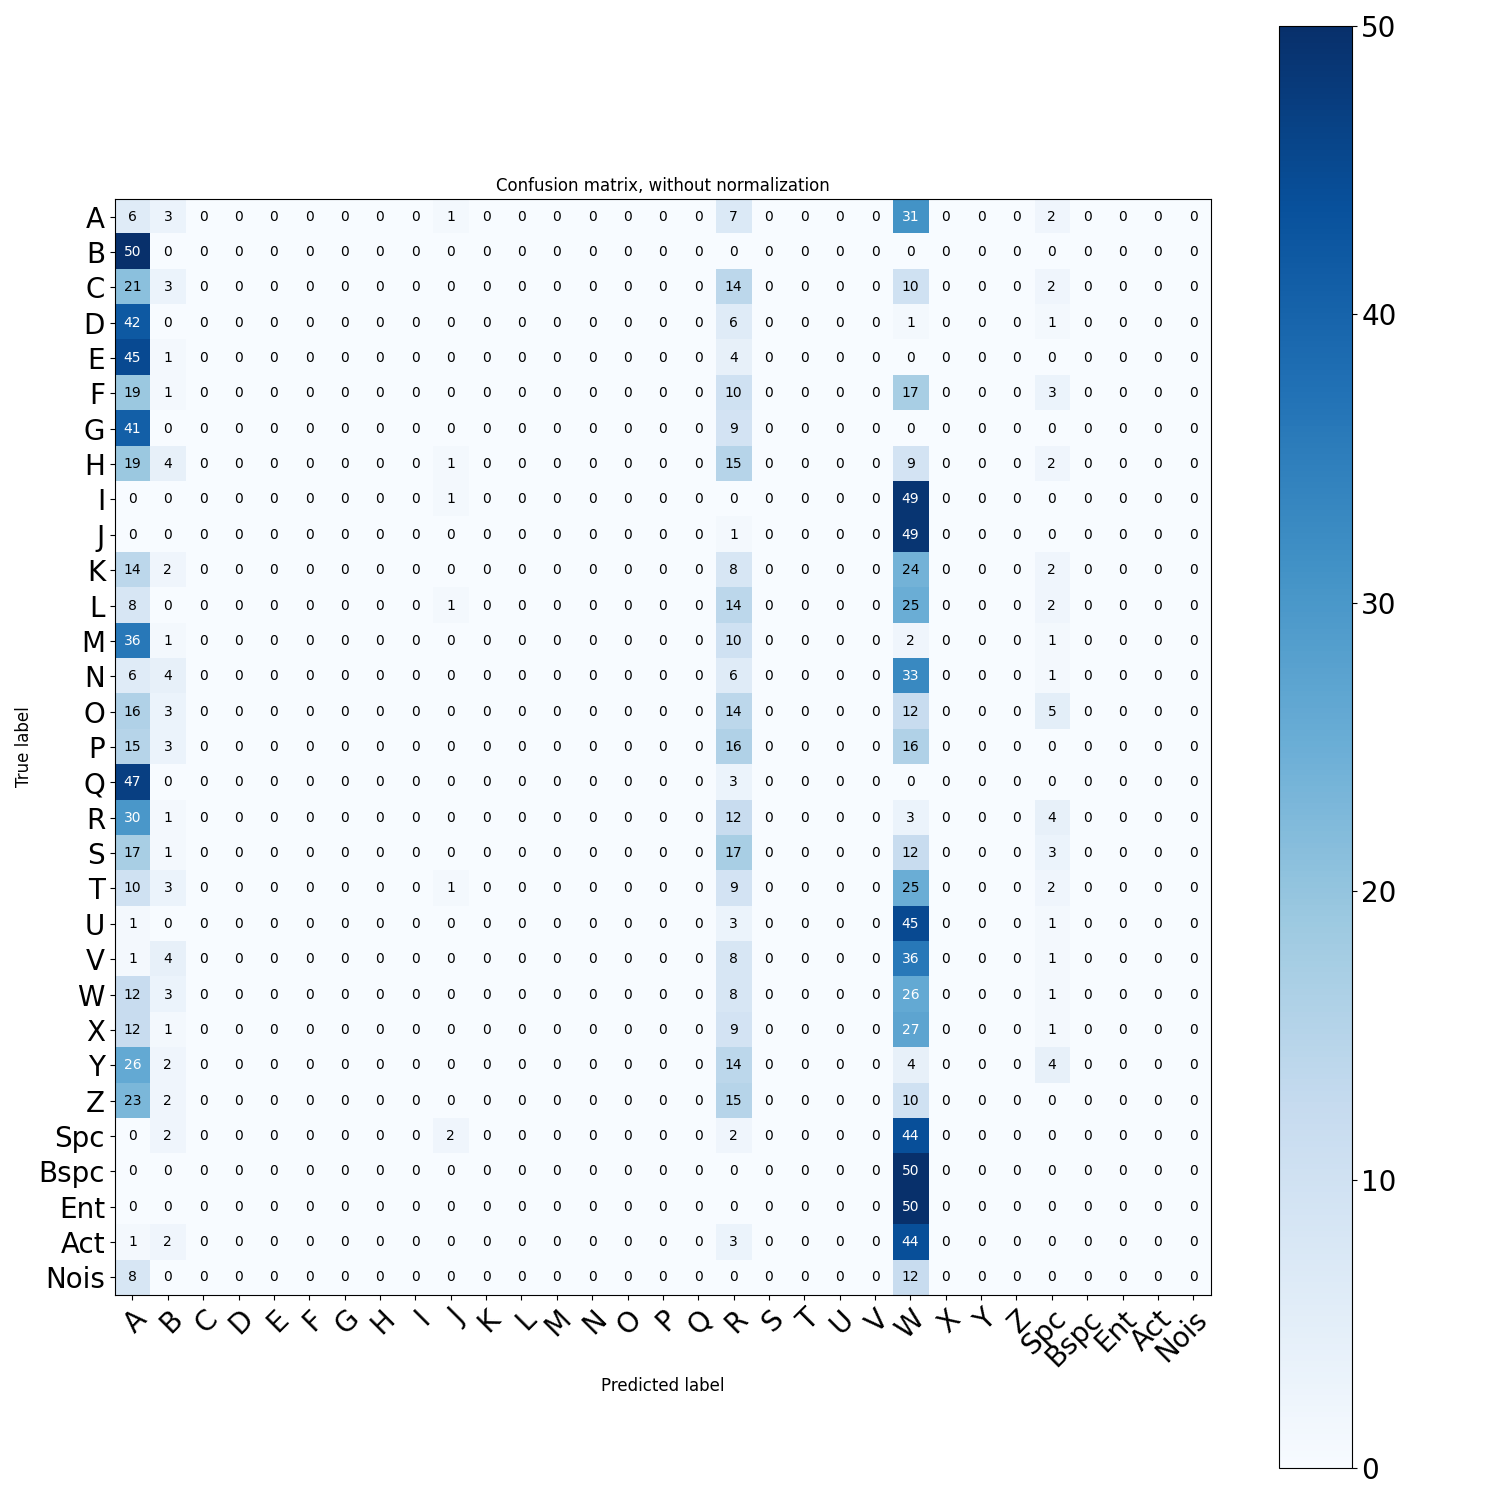 Confusion matrix, without normalization
A 6 3 0 0 0 0 0 0 0 1 0 0 0 0 0 0 0 7 0 0 0 0 31 0 0 0 2 0 0 0 0
B 50 0 0 0 0 0 0 0 0 0 0 0 0 0 0 0 0 0 0 0 0 0 0 0 0 0 0 0 0 0 0
C 21 3 0 0 0 0 0 0 0 0 0 0 0 0 0 0 0 14 0 0 0 0 10 0 0 0 2 0 0 0 0
D 42 0 0 0 0 0 0 0 0 0 0 0 0 0 0 0 0 6 0 0 0 0 1 0 0 0 1 0 0 0 0
E 45 1 0 0 0 0 0 0 0 0 0 0 0 0 0 0 0 4 0 0 0 0 0 0 0 0 0 0 0 0 0
F 19 1 0 0 0 0 0 0 0 0 0 0 0 0 0 0 0 10 0 0 0 0 17 0 0 0 3 0 0 0 0
G 41 0 0 0 0 0 0 0 0 0 0 0 0 0 0 0 0 9 0 0 0 0 0 0 0 0 0 0 0 0 0
H 19 4 0 0 0 0 0 0 0 1 0 0 0 0 0 0 0 15 0 0 0 0 9 0 0 0 2 0 0 0 0
I 0 0 0 0 0 0 0 0 0 1 0 0 0 0 0 0 0 0 0 0 0 0 49 0 0 0 0 0 0 0 0
J 0 0 0 0 0 0 0 0 0 0 0 0 0 0 0 0 0 1 0 0 0 0 49 0 0 0 0 0 0 0 0
K 14 2 0 0 0 0 0 0 0 0 0 0 0 0 0 0 0 8 0 0 0 0 24 0 0 0 2 0 0 0 0
L 8 0 0 0 0 0 0 0 0 1 0 0 0 0 0 0 0 14 0 0 0 0 25 0 0 0 2 0 0 0 0
M 36 1 0 0 0 0 0 0 0 0 0 0 0 0 0 0 0 10 0 0 0 0 2 0 0 0 1 0 0 0 0
N 6 4 0 0 0 0 0 0 0 0 0 0 0 0 0 0 0 6 0 0 0 0 33 0 0 0 1 0 0 0 0
O 16 3 0 0 0 0 0 0 0 0 0 0 0 0 0 0 0 14 0 0 0 0 12 0 0 0 5 0 0 0 0
P 15 3 0 0 0 0 0 0 0 0 0 0 0 0 0 0 0 16 0 0 0 0 16 0 0 0 0 0 0 0 0
Q 47 0 0 0 0 0 0 0 0 0 0 0 0 0 0 0 0 3 0 0 0 0 0 0 0 0 0 0 0 0 0
R 30 1 0 0 0 0 0 0 0 0 0 0 0 0 0 0 0 12 0 0 0 0 3 0 0 0 4 0 0 0 0
S 17 1 0 0 0 0 0 0 0 0 0 0 0 0 0 0 0 17 0 0 0 0 12 0 0 0 3 0 0 0 0
T 10 3 0 0 0 0 0 0 0 1 0 0 0 0 0 0 0 9 0 0 0 0 25 0 0 0 2 0 0 0 0
U 1 0 0 0 0 0 0 0 0 0 0 0 0 0 0 0 0 3 0 0 0 0 45 0 0 0 1 0 0 0 0
V 1 4 0 0 0 0 0 0 0 0 0 0 0 0 0 0 0 8 0 0 0 0 36 0 0 0 1 0 0 0 0
W 12 3 0 0 0 0 0 0 0 0 0 0 0 0 0 0 0 8 0 0 0 0 26 0 0 0 1 0 0 0 0
X 12 1 0 0 0 0 0 0 0 0 0 0 0 0 0 0 0 9 0 0 0 0 27 0 0 0 1 0 0 0 0
Y 26 2 0 0 0 0 0 0 0 0 0 0 0 0 0 0 0 14 0 0 0 0 4 0 0 0 4 0 0 0 0
Z 23 2 0 0 0 0 0 0 0 0 0 0 0 0 0 0 0 15 0 0 0 0 10 0 0 0 0 0 0 0 0
Spc 0 2 0 0 0 0 0 0 0 2 0 0 0 0 0 0 0 2 0 0 0 0 44 0 0 0 0 0 0 0 0
Bspc 0 0 0 0 0 0 0 0 0 0 0 0 0 0 0 0 0 0 0 0 0 0 50 0 0 0 0 0 0 0 0
Ent 0 0 0 0 0 0 0 0 0 0 0 0 0 0 0 0 0 0 0 0 0 0 50 0 0 0 0 0 0 0 0
Act 1 2 0 0 0 0 0 0 0 0 0 0 0 0 0 0 0 3 0 0 0 0 44 0 0 0 0 0 0 0 0
Nois 8 0 0 0 0 0 0 0 0 0 0 0 0 0 0 0 0 0 0 0 0 0 12 0 0 0 0 0 0 0 0
A B C D E F G H I J K L M N O P Q R S T U V W X Y Z Spc Bspc Ent Act Nois
Predicted label
True label
50
40
30
20
10
0